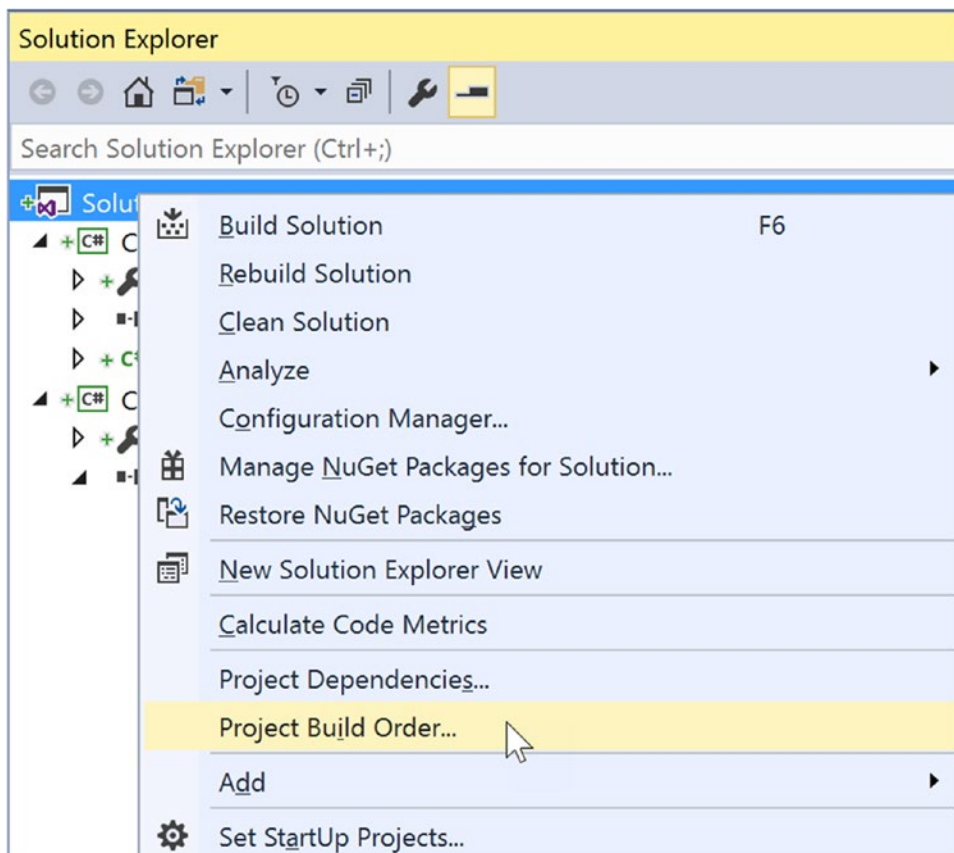 Solution Explorer
Search Solution Explorer (Ctrl+;)
Build Solution F6
Rebuild Solution
Clean Solution
Analyze
Configuration Manager...
Manage NuGet Packages for Solution...
Restore NuGet Packages
New Solution Explorer View
Calculate Code Metrics
Project Dependencies...
Project Build Order...
Add
Set StartUp Projects...